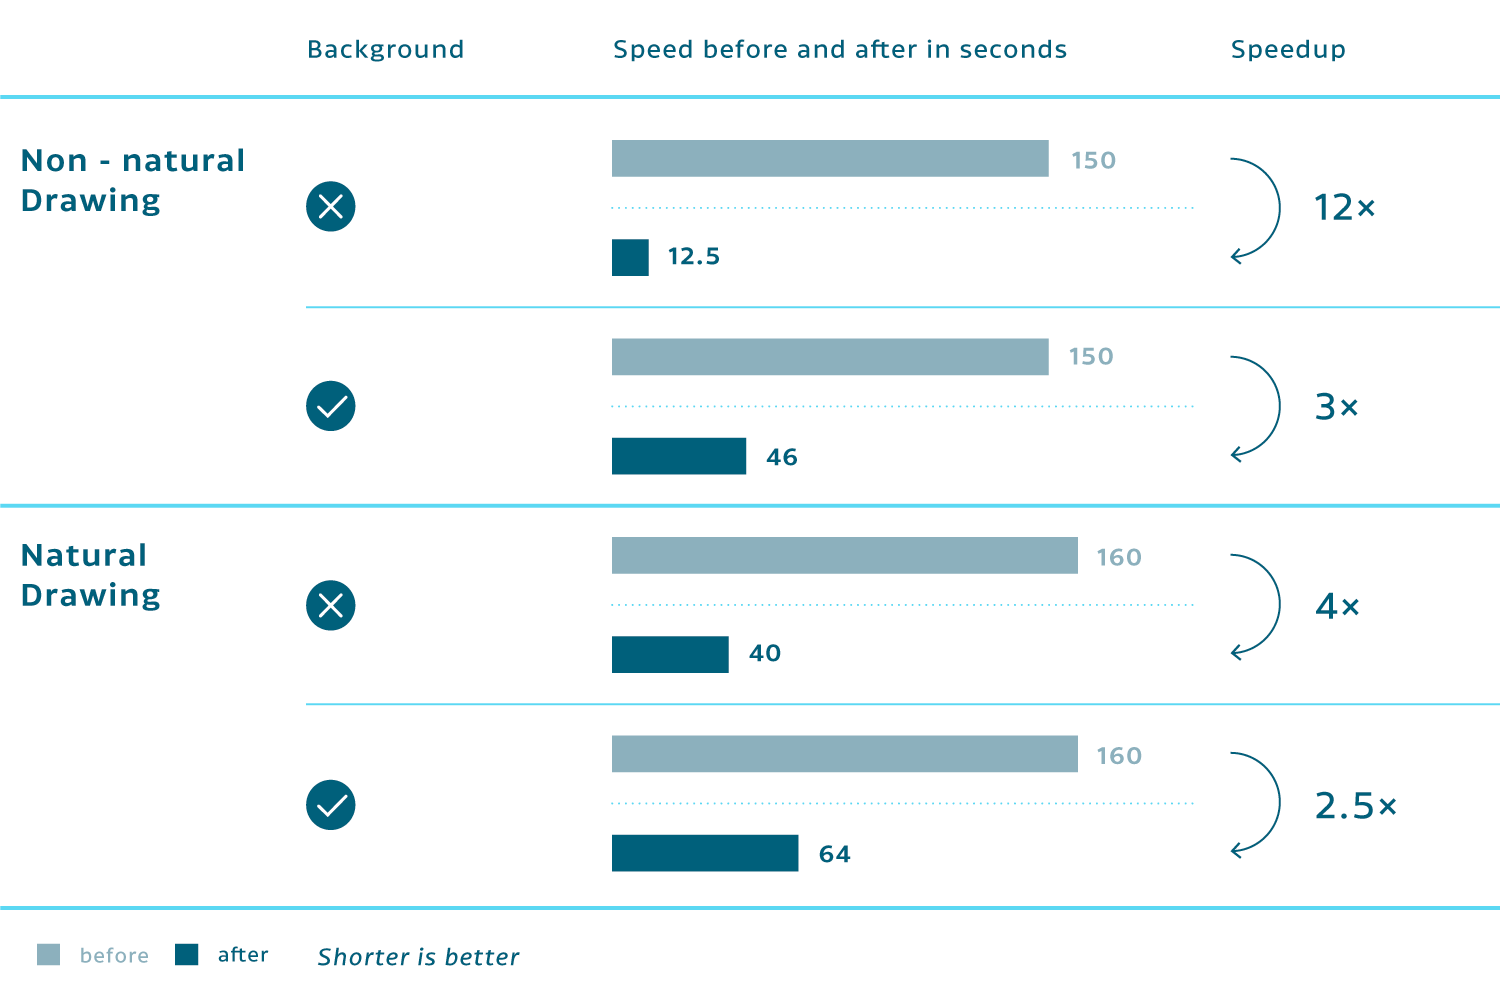 Background Speed before and after in seconds Speedup
Non - natural
Drawing
150
12.5
12×
150
46
3×
Natural
Drawing
160
40
4×
160
64
2.5×
before after Shorter is better